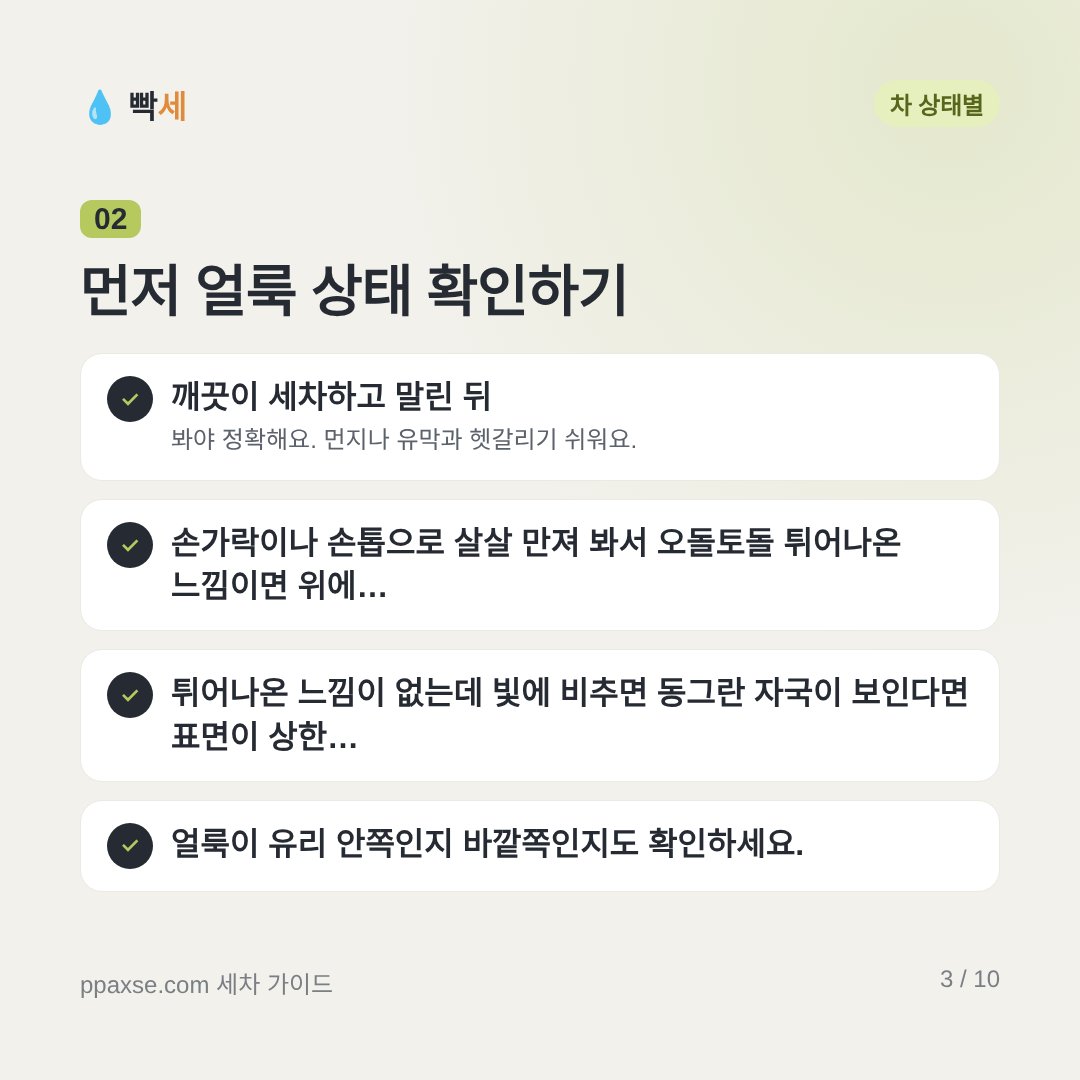 빡세
차 상태별
02
먼저 얼룩 상태 확인하기
깨끗이 세차하고 말린 뒤
봐야 정확해요. 먼지나 유막과 헷갈리기 쉬워요.
손가락이나 손톱으로 살살 만져 봐서 오돌토돌 튀어나온
느낌이면 위에…
튀어나온 느낌이 없는데 빛에 비추면 동그란 자국이 보인다면
표면이 상한…
얼룩이 유리 안쪽인지 바깥쪽인지도 확인하세요.
ppaxse.com 세차 가이드
3 / 10